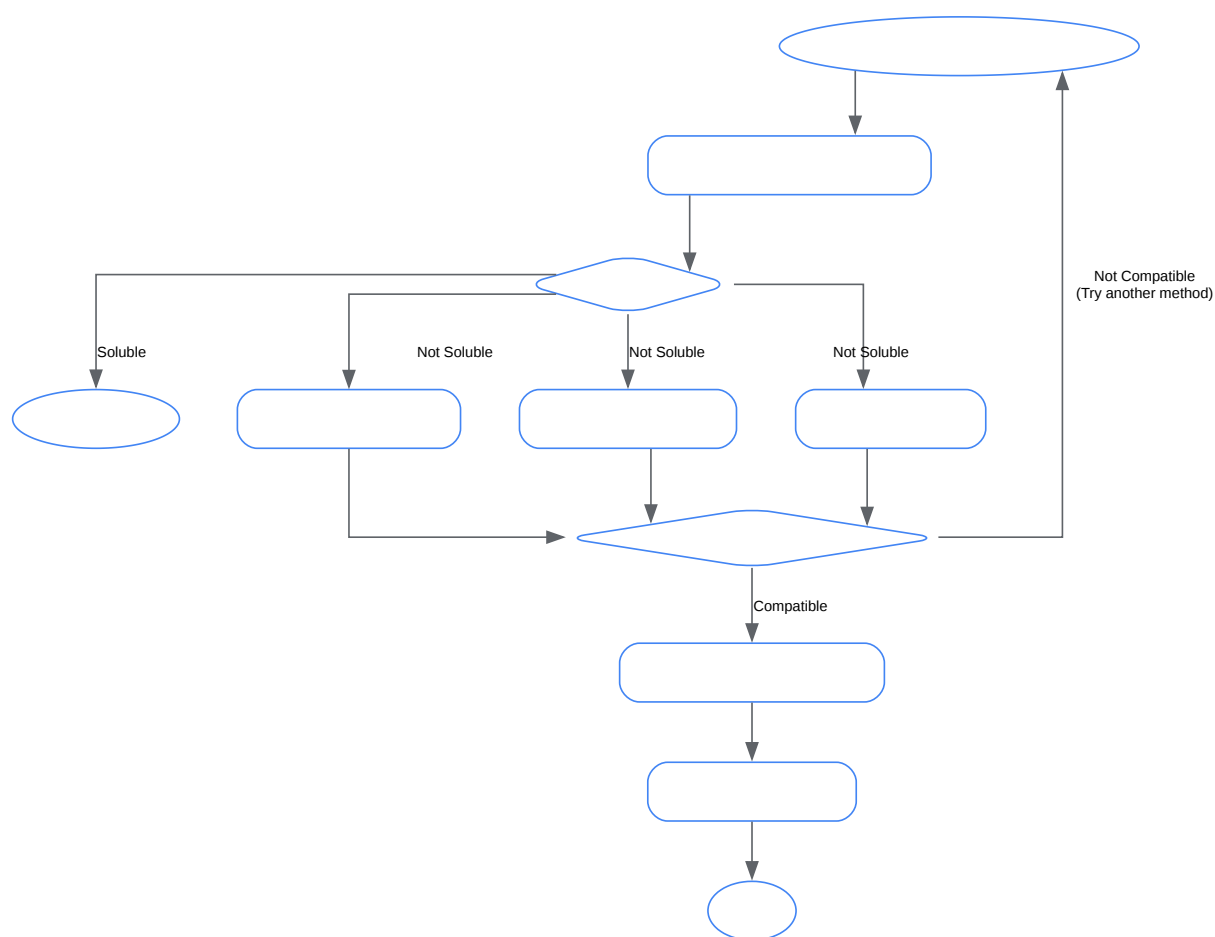 Not Compatible
(Try another method)
Soluble
Not Soluble
Not Soluble
Not Soluble
Compatible